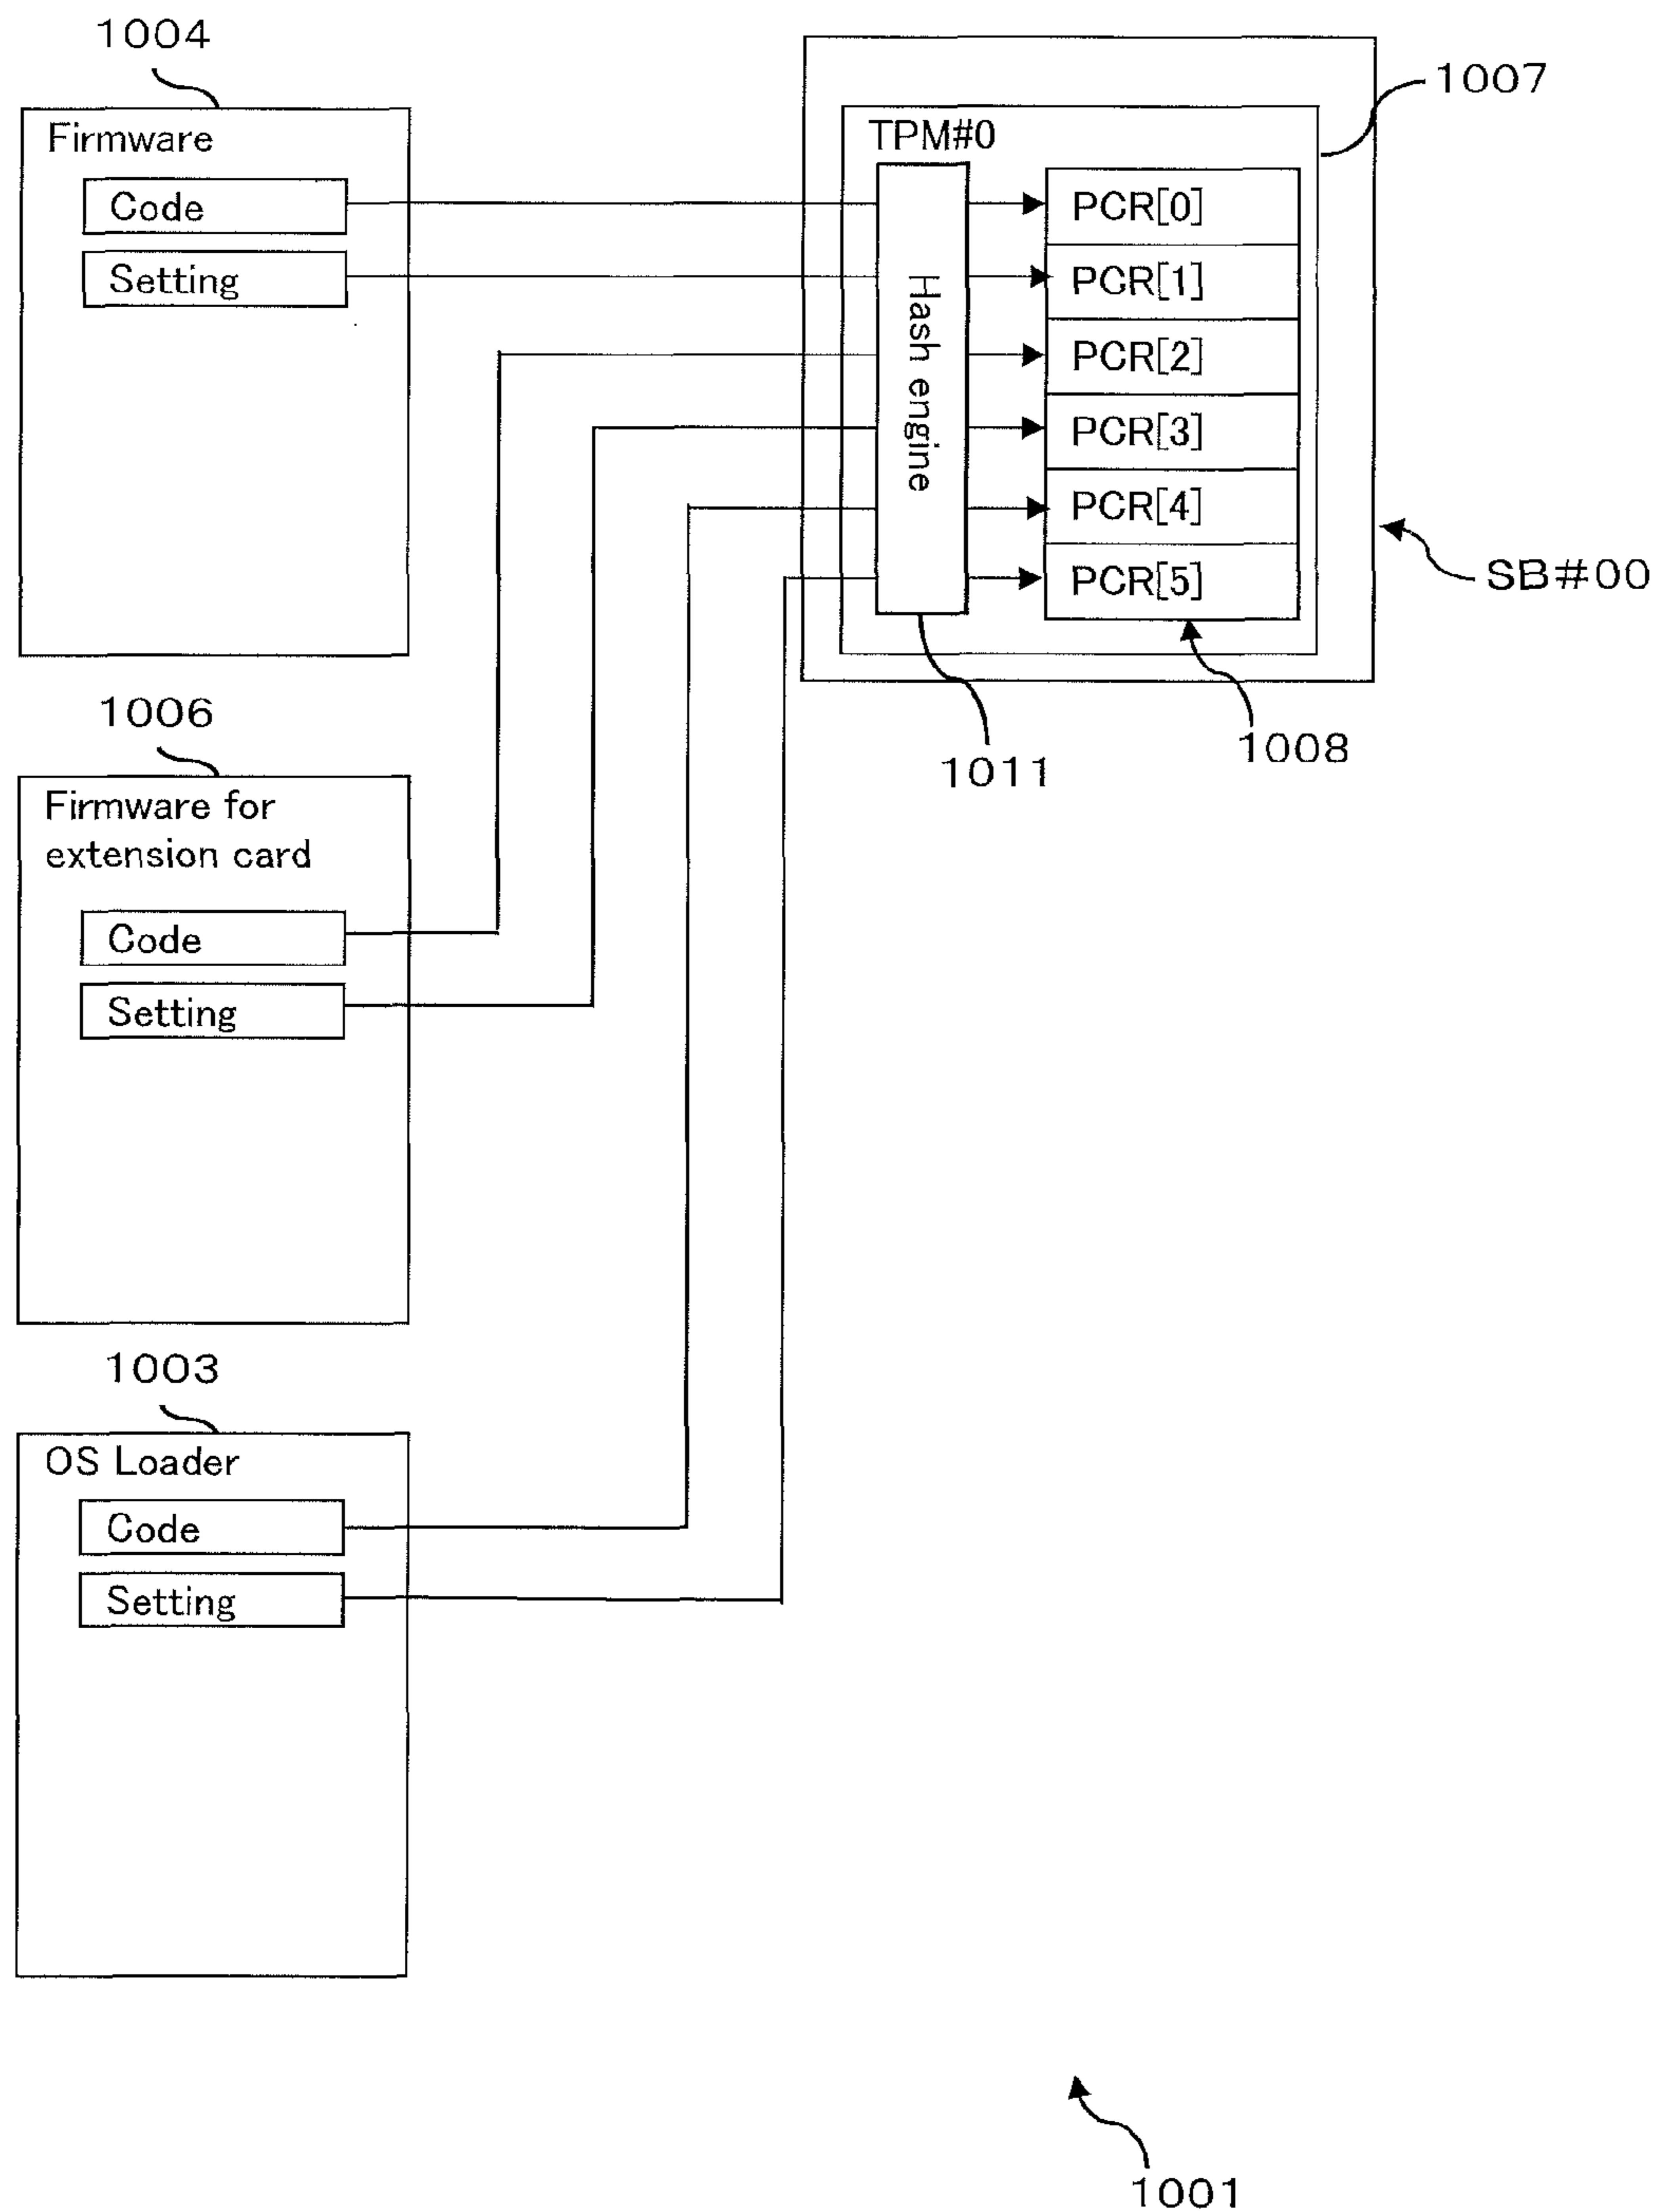 1004
Firmware
Code
Setting
1007
TPM#0
Hash engine
PCR[0]
PCR[1]
PCR[2]
PCR[3]
PCR[4]
PCR[5]
SB#00
1008
1011
1006
Firmware for
extension card
Code
Setting
1003
OS Loader
Code
Setting
1001